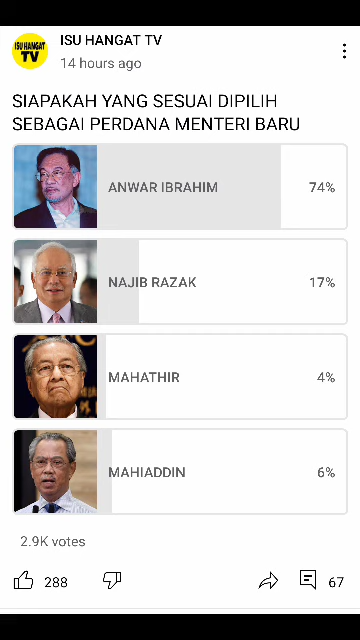 ISU HANGAT TV
ISU HANGAT
TV
14 hours ago
SIAPAKAH YANG SESUAI DIPILIH
SEBAGAI PERDANA MENTERI BARU
ANWAR IBRAHIM 74%
NAJIB RAZAK 17%
MAHATHIR 4%
MAHIADDIN 6%
2.9K votes
288 67